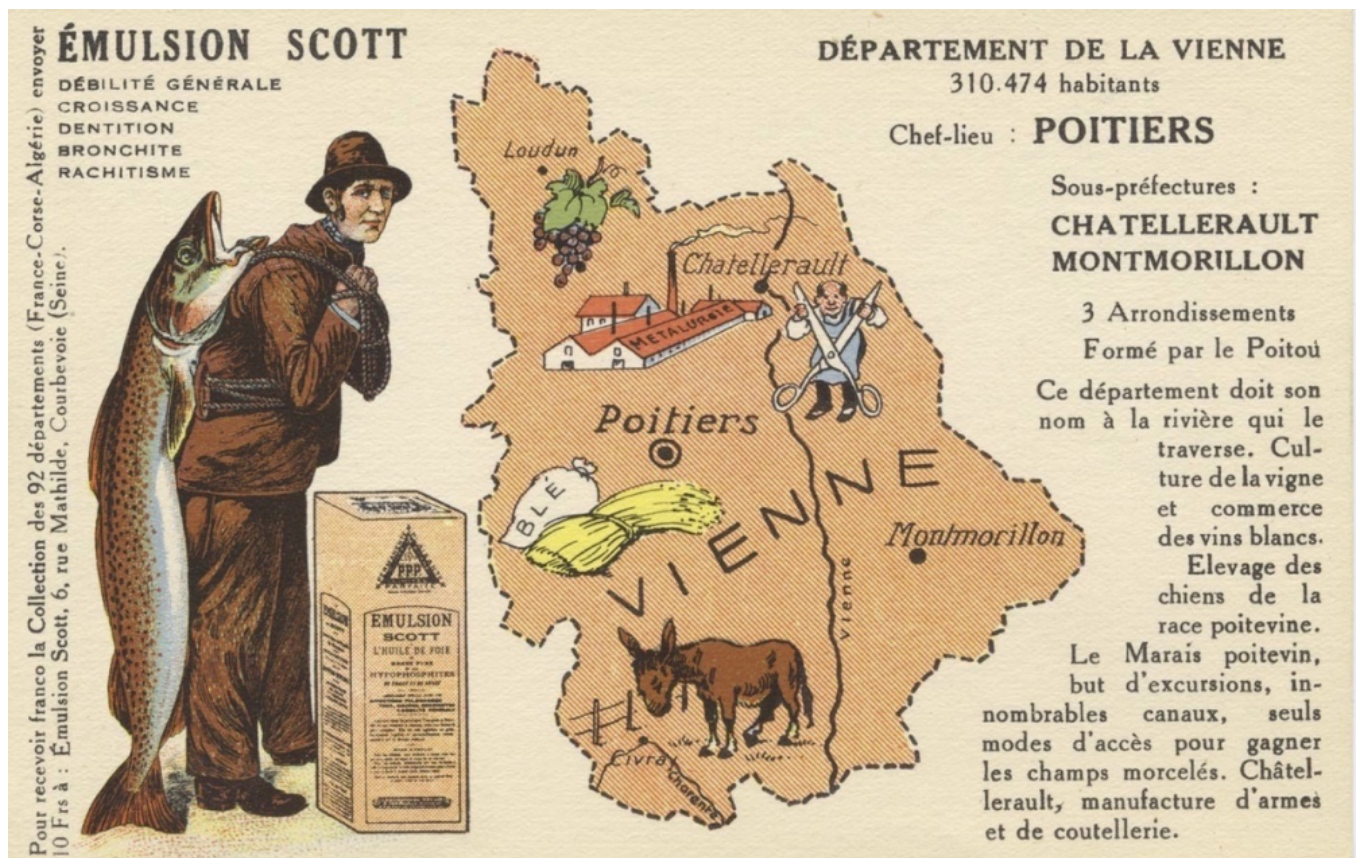 Pour recevoir franco la Collection des 92 départements (France-Corse-Algérie) envoyer
10 Frs à : Émulsion Scott, 6, rue Mathilde, Courbevoie (Seine).
ÉMULSION SCOTT
DÉBILITÉ GÉNÉRALE
CROISSANCE
DENTITION
BRONCHITE
RACHITISME
PPP
EMULSION
SCOTT
L'HUILE DE FOIE
HYPOPHOSPHITES
Loudun
Chatellerault
METALURGIE
Poitiers
BLÉ
VIENNE
Montmorillon
Vienne
Civray
Charente
DÉPARTEMENT DE LA VIENNE
310.474 habitants
Chef-lieu : POITIERS
Sous-préfectures :
CHATELLERAULT
MONTMORILLON
3 Arrondissements
Formé par le Poitou
Ce département doit son
nom à la rivière qui le
traverse. Cul-
ture de la vigne
et commerce
des vins blancs.
Elevage des
chiens de la
race poitevine.
Le Marais poitevin,
but d'excursions, in-
nombrables canaux, seuls
modes d'accès pour gagner
les champs morcelés. Châtel-
lerault, manufacture d'armes
et de coutellerie.